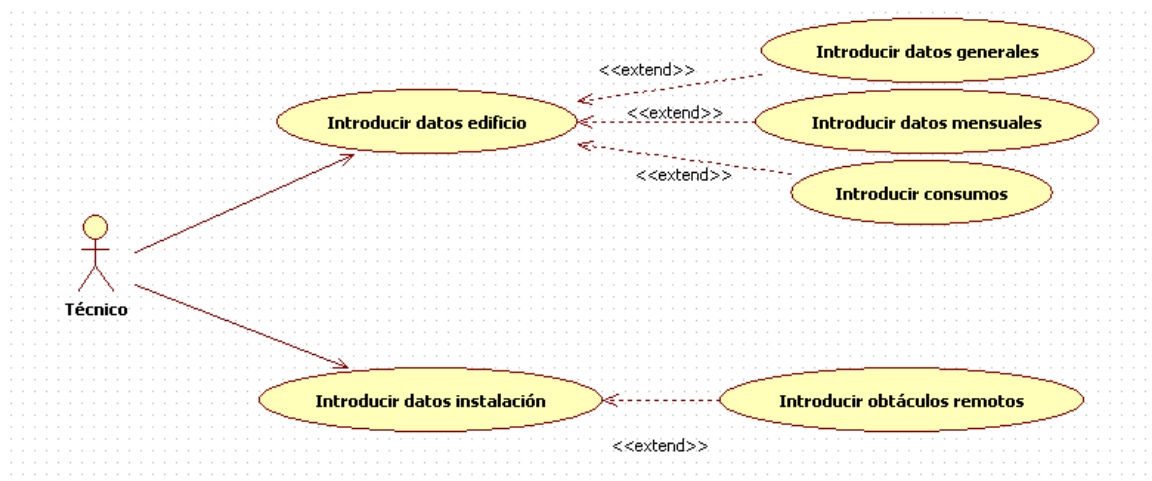 Introducir datos generales
<<extend>>
Introducir datos edificio
<<extend>>
Introducir datos mensuales
<<extend>>
Introducir consumos
Técnico
Introducir datos instalación
Introducir obtáculos remotos
<<extend>>